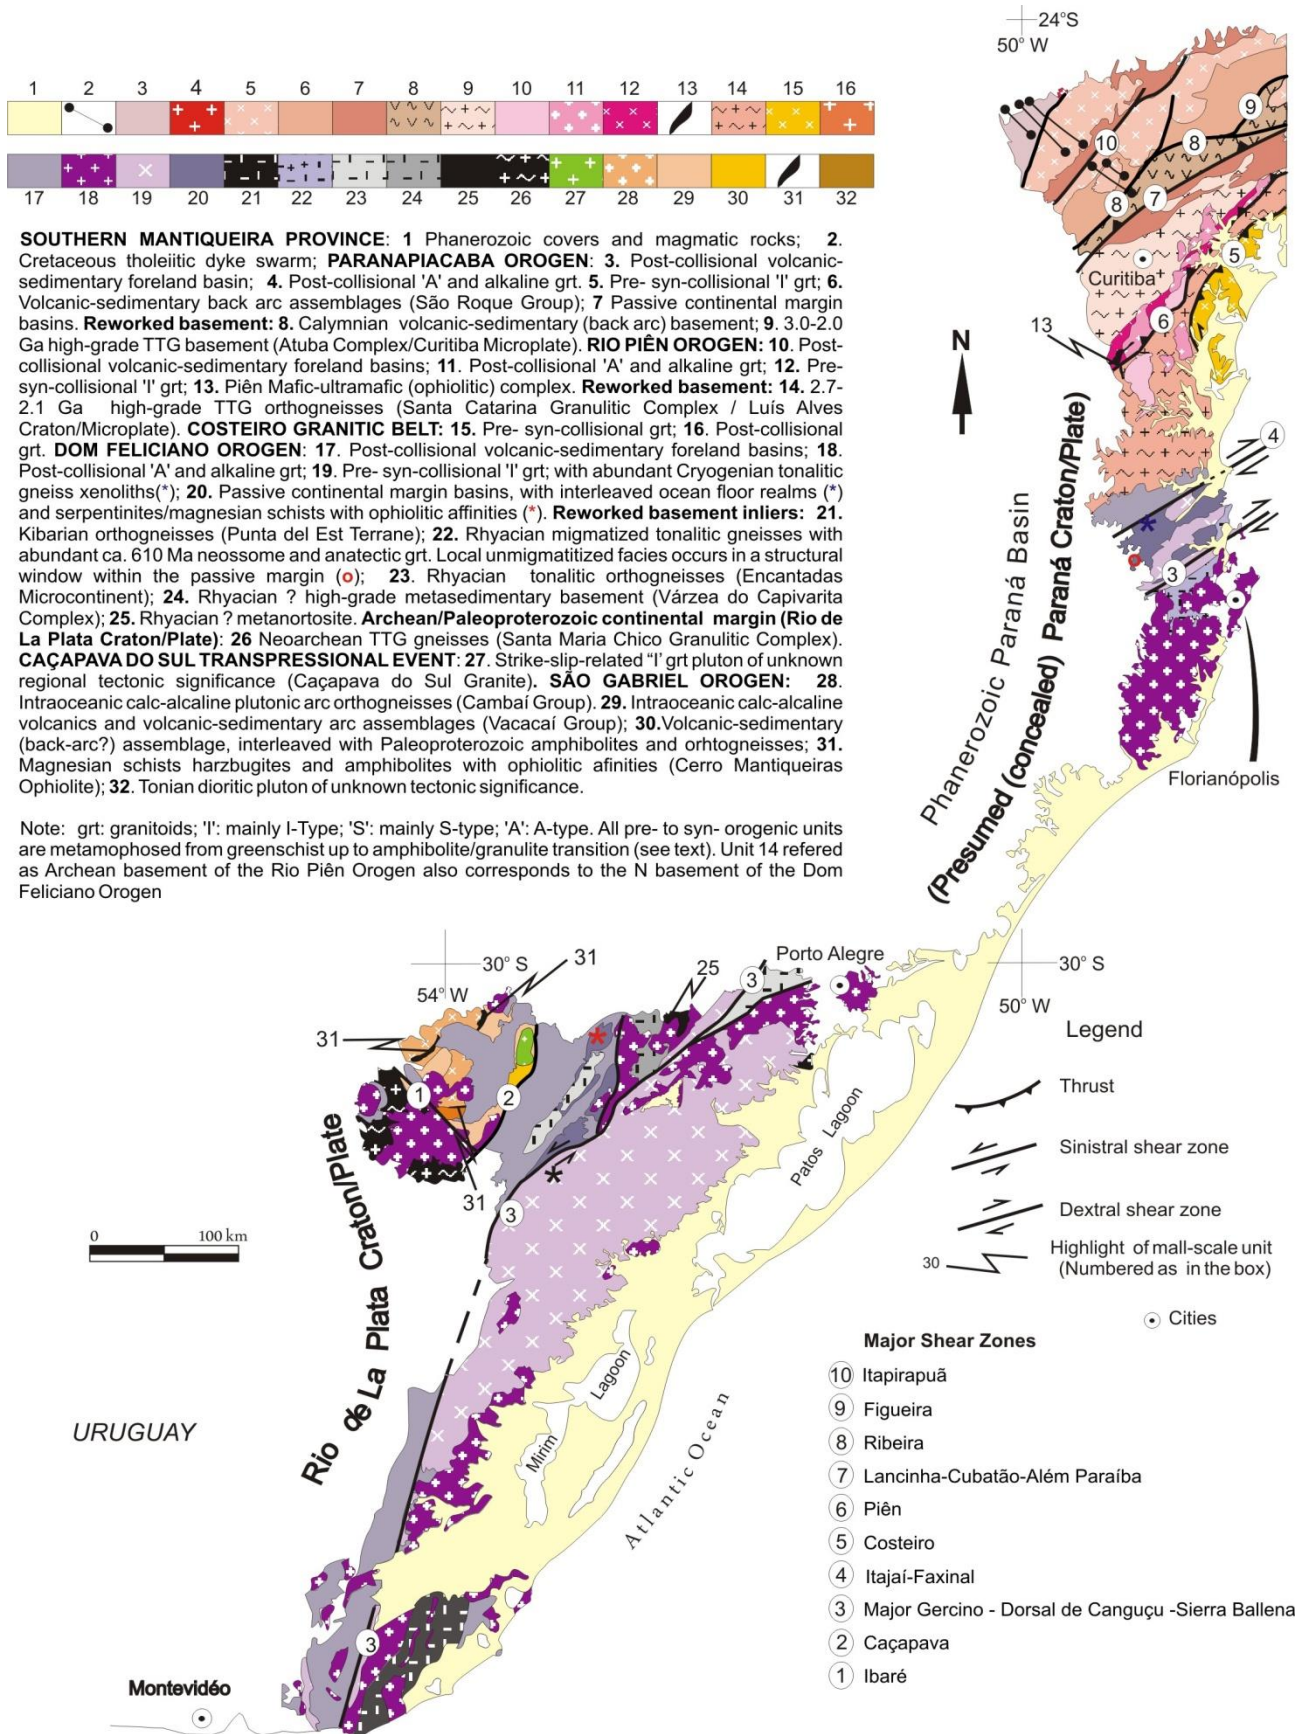 24°S
50° W
1 2 3 4 5 6 7 8 9 10 11 12 13 14 15 16
17 18 19 20 21 22 23 24 25 26 27 28 29 30 31 32
SOUTHERN MANTIQUEIRA PROVINCE: 1 Phanerozoic covers and magmatic rocks; 2.
Cretaceous tholeiitic dyke swarm; PARANAPIACABA OROGEN: 3. Post-collisional volcanic-
sedimentary foreland basin; 4. Post-collisional 'A' and alkaline grt. 5. Pre- syn-collisional 'I' grt; 6.
Volcanic-sedimentary back arc assemblages (São Roque Group); 7 Passive continental margin
basins. Reworked basement: 8. Calymnian volcanic-sedimentary (back arc) basement; 9. 3.0-2.0
Ga high-grade TTG basement (Atuba Complex/Curitiba Microplate). RIO PIÊN OROGEN: 10. Post-
collisional volcanic-sedimentary foreland basins; 11. Post-collisional 'A' and alkaline grt; 12. Pre-
syn-collisional 'I' grt; 13. Piên Mafic-ultramafic (ophiolitic) complex. Reworked basement: 14. 2.7-
2.1 Ga high-grade TTG orthogneisses (Santa Catarina Granulitic Complex / Luís Alves
Craton/Microplate). COSTEIRO GRANITIC BELT: 15. Pre- syn-collisional grt; 16. Post-collisional
grt. DOM FELICIANO OROGEN: 17. Post-collisional volcanic-sedimentary foreland basins; 18.
Post-collisional 'A' and alkaline grt; 19. Pre- syn-collisional 'I' grt; with abundant Cryogenian tonalitic
gneiss xenoliths(*); 20. Passive continental margin basins, with interleaved ocean floor realms (*)
and serpentinites/magnesian schists with ophiolitic affinities (*). Reworked basement inliers: 21.
Kibarian orthogneisses (Punta del Est Terrane); 22. Rhyacian migmatized tonalitic gneisses with
abundant ca. 610 Ma neossome and anatectic grt. Local unmigmatitized facies occurs in a structural
window within the passive margin (o); 23. Rhyacian tonalitic orthogneisses (Encantadas
Microcontinent); 24. Rhyacian ? high-grade metasedimentary basement (Várzea do Capivarita
Complex); 25. Rhyacian ? metanortosite. Archean/Paleoproterozoic continental margin (Rio de
La Plata Craton/Plate): 26 Neoarchean TTG gneisses (Santa Maria Chico Granulitic Complex).
CAÇAPAVA DO SUL TRANSPRESSIONAL EVENT: 27. Strike-slip-related “I' grt pluton of unknown
regional tectonic significance (Caçapava do Sul Granite). SÃO GABRIEL OROGEN: 28.
Intraoceanic calc-alcaline plutonic arc orthogneisses (Cambaí Group). 29. Intraoceanic calc-alcaline
volcanics and volcanic-sedimentary arc assemblages (Vacacaí Group); 30.Volcanic-sedimentary
(back-arc?) assemblage, interleaved with Paleoproterozoic amphibolites and orhtogneisses; 31.
Magnesian schists harzbugites and amphibolites with ophiolitic afinities (Cerro Mantiqueiras
Ophiolite); 32. Tonian dioritic pluton of unknown tectonic significance.
Note: grt: granitoids; 'I': mainly I-Type; 'S': mainly S-type; 'A': A-type. All pre- to syn- orogenic units
are metamophosed from greenschist up to amphibolite/granulite transition (see text). Unit 14 refered
as Archean basement of the Rio Piên Orogen also corresponds to the N basement of the Dom
Feliciano Orogen
9
10
8
8
7
5
Curitiba
6
13
N
4
3
Phanerozoic Paraná Basin
(Presumed (concealed) Paraná Craton/Plate)
Florianópolis
30° S
54° W
31
25
3
Porto Alegre
30° S
50° W
31
1
2
31
3
Rio de La Plata Craton/Plate
Patos Lagoon
Legend
Thrust
Sinistral shear zone
Dextral shear zone
30
Highlight of mall-scale unit
(Numbered as in the box)
Cities
0 100 km
Mirim Lagoon
Atlantic Ocean
URUGUAY
3
Montevidéo
Major Shear Zones
10 Itapirapuã
9 Figueira
8 Ribeira
7 Lancinha-Cubatão-Além Paraíba
6 Piên
5 Costeiro
4 Itajaí-Faxinal
3 Major Gercino - Dorsal de Canguçu -Sierra Ballena
2 Caçapava
1 Ibaré